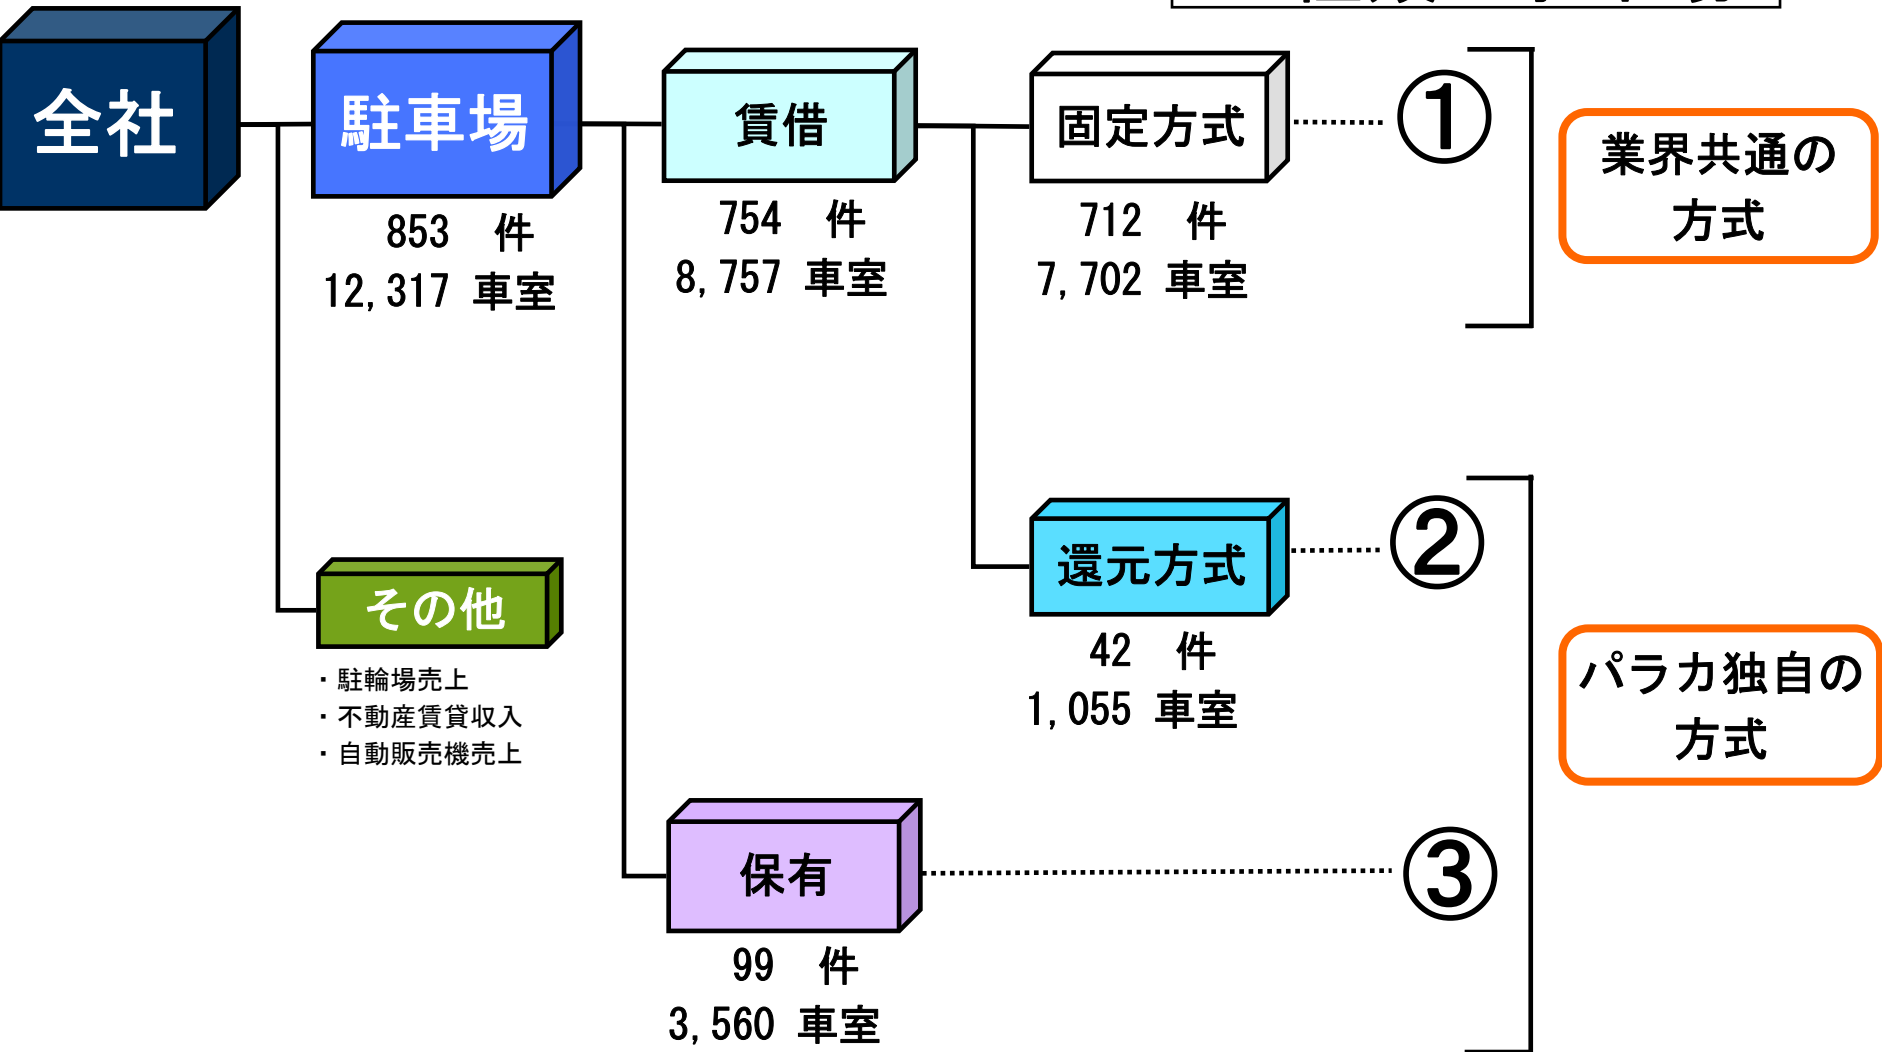 全社
駐車場
853 件
12,317 車室
賃借
754 件
8,757 車室
固定方式
712 件
7,702 車室
①
業界共通の
方式
その他
・駐輪場売上
・不動産賃貸収入
・自動販売機売上
還元方式
42 件
1,055 車室
②
パラカ独自の
方式
保有
99 件
3,560 車室
③